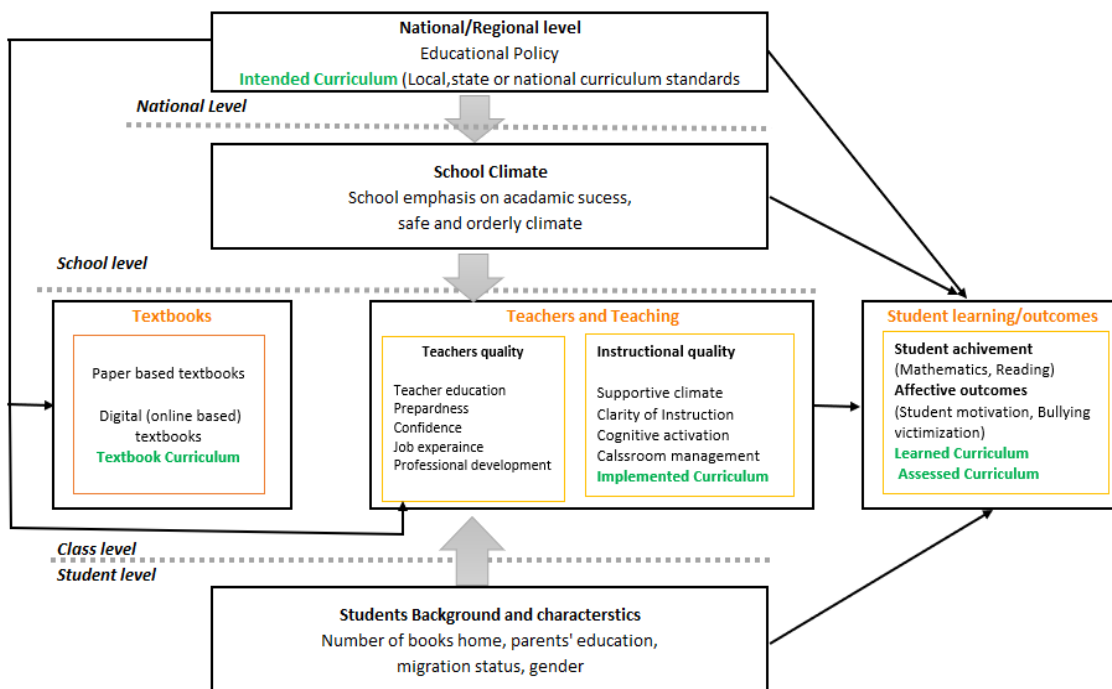 National/Regional level
Educational Policy
Intended Curriculum (Local,state or national curriculum standards
National Level
School Climate
School emphasis on acadamic sucess,
safe and orderly climate
School level
Textbooks
Paper based textbooks
Digital (online based)
textbooks
Textbook Curriculum
Teachers and Teaching
Teachers quality
Teacher education
Prepardness
Confidence
Job experaince
Professional development
Instructional quality
Supportive climate
Clarity of Instruction
Cognitive activation
Calssroom management
Implemented Curriculum
Student learning/outcomes
Student achivement
(Mathematics, Reading)
Affective outcomes
(Student motivation, Bullying
victimization)
Learned Curriculum
Assessed Curriculum
Class level
Student level
Students Background and characterstics
Number of books home, parents' education,
migration status, gender